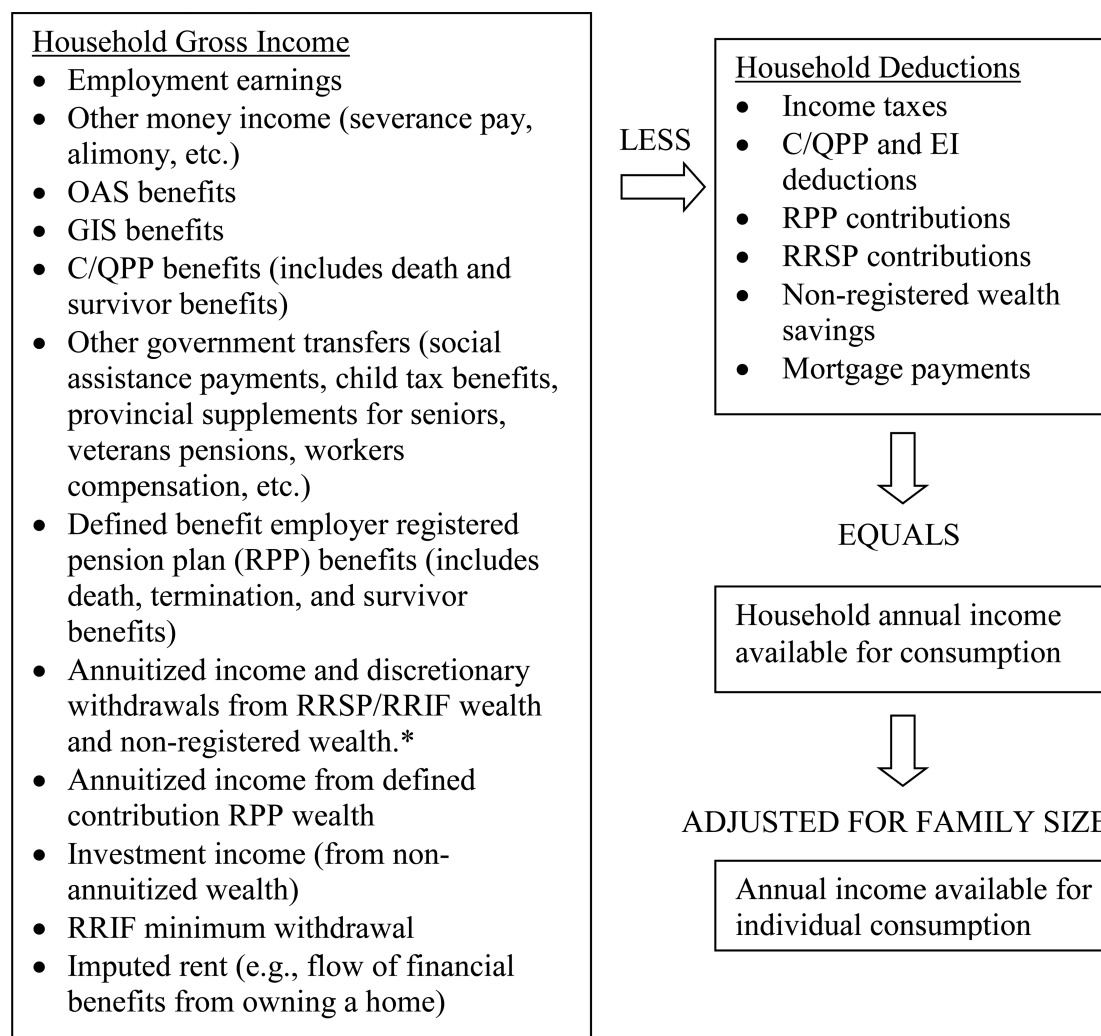 Household Gross Income
• Employment earnings
• Other money income (severance pay,
alimony, etc.)
• OAS benefits
• GIS benefits
• C/QPP benefits (includes death and
survivor benefits)
• Other government transfers (social
assistance payments, child tax benefits,
provincial supplements for seniors,
veterans pensions, workers
compensation, etc.)
• Defined benefit employer registered
pension plan (RPP) benefits (includes
death, termination, and survivor
benefits)
• Annuitized income and discretionary
withdrawals from RRSP/RRIF wealth
and non-registered wealth.*
• Annuitized income from defined
contribution RPP wealth
• Investment income (from non-
annuitized wealth)
• RRIF minimum withdrawal
• Imputed rent (e.g., flow of financial
benefits from owning a home)
LESS
Household Deductions
• Income taxes
• C/QPP and EI
deductions
• RPP contributions
• RRSP contributions
• Non-registered wealth
savings
• Mortgage payments
EQUALS
Household annual income
available for consumption
ADJUSTED FOR FAMILY SIZE
Annual income available for
individual consumption